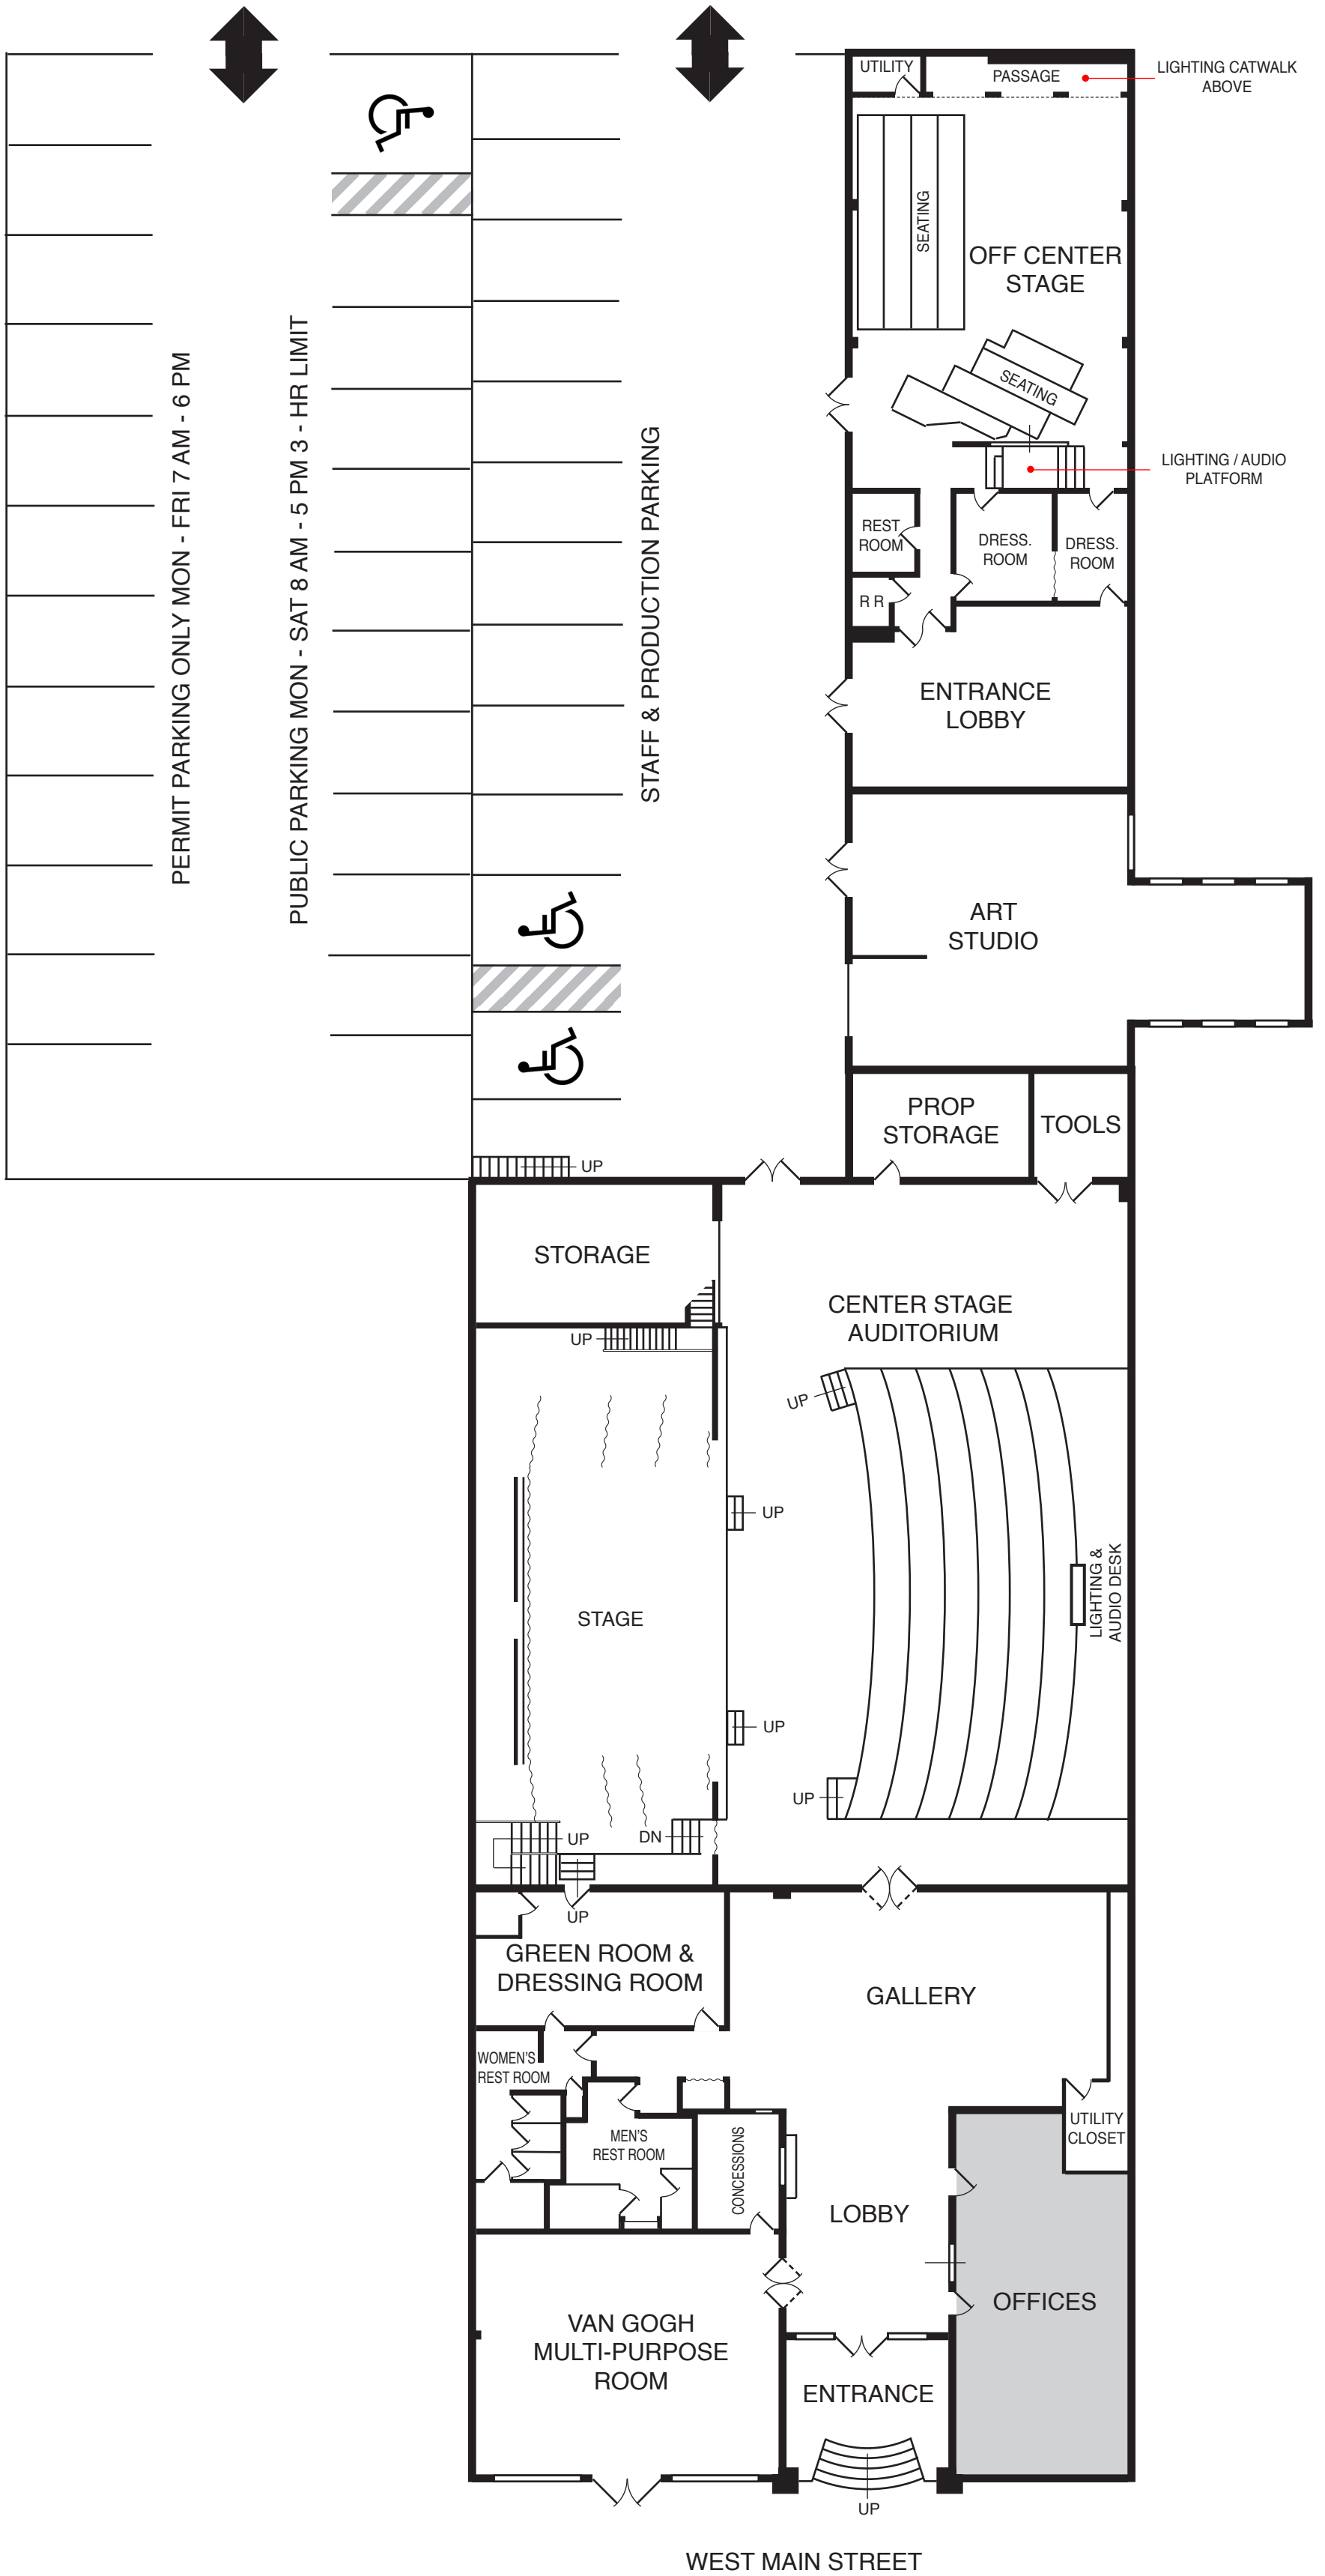 UTILITY
PASSAGE
LIGHTING CATWALK
ABOVE
SEATING
OFF CENTER
STAGE
SEATING
LIGHTING / AUDIO
PLATFORM
REST
ROOM
DRESS.
ROOM
DRESS.
ROOM
R R
ENTRANCE
LOBBY
PERMIT PARKING ONLY MON - FRI 7 AM - 6 PM
PUBLIC PARKING MON - SAT 8 AM - 5 PM 3 - HR LIMIT
STAFF & PRODUCTION PARKING
ART
STUDIO
PROP
STORAGE
TOOLS
UP
STORAGE
CENTER STAGE
AUDITORIUM
UP
UP
UP
STAGE
LIGHTING &
AUDIO DESK
UP
UP
UP
DN
UP
GREEN ROOM &
DRESSING ROOM
GALLERY
WOMEN'S
REST ROOM
MEN'S
REST ROOM
CONCESSIONS
UTILITY
CLOSET
LOBBY
OFFICES
VAN GOGH
MULTI-PURPOSE
ROOM
ENTRANCE
UP
WEST MAIN STREET